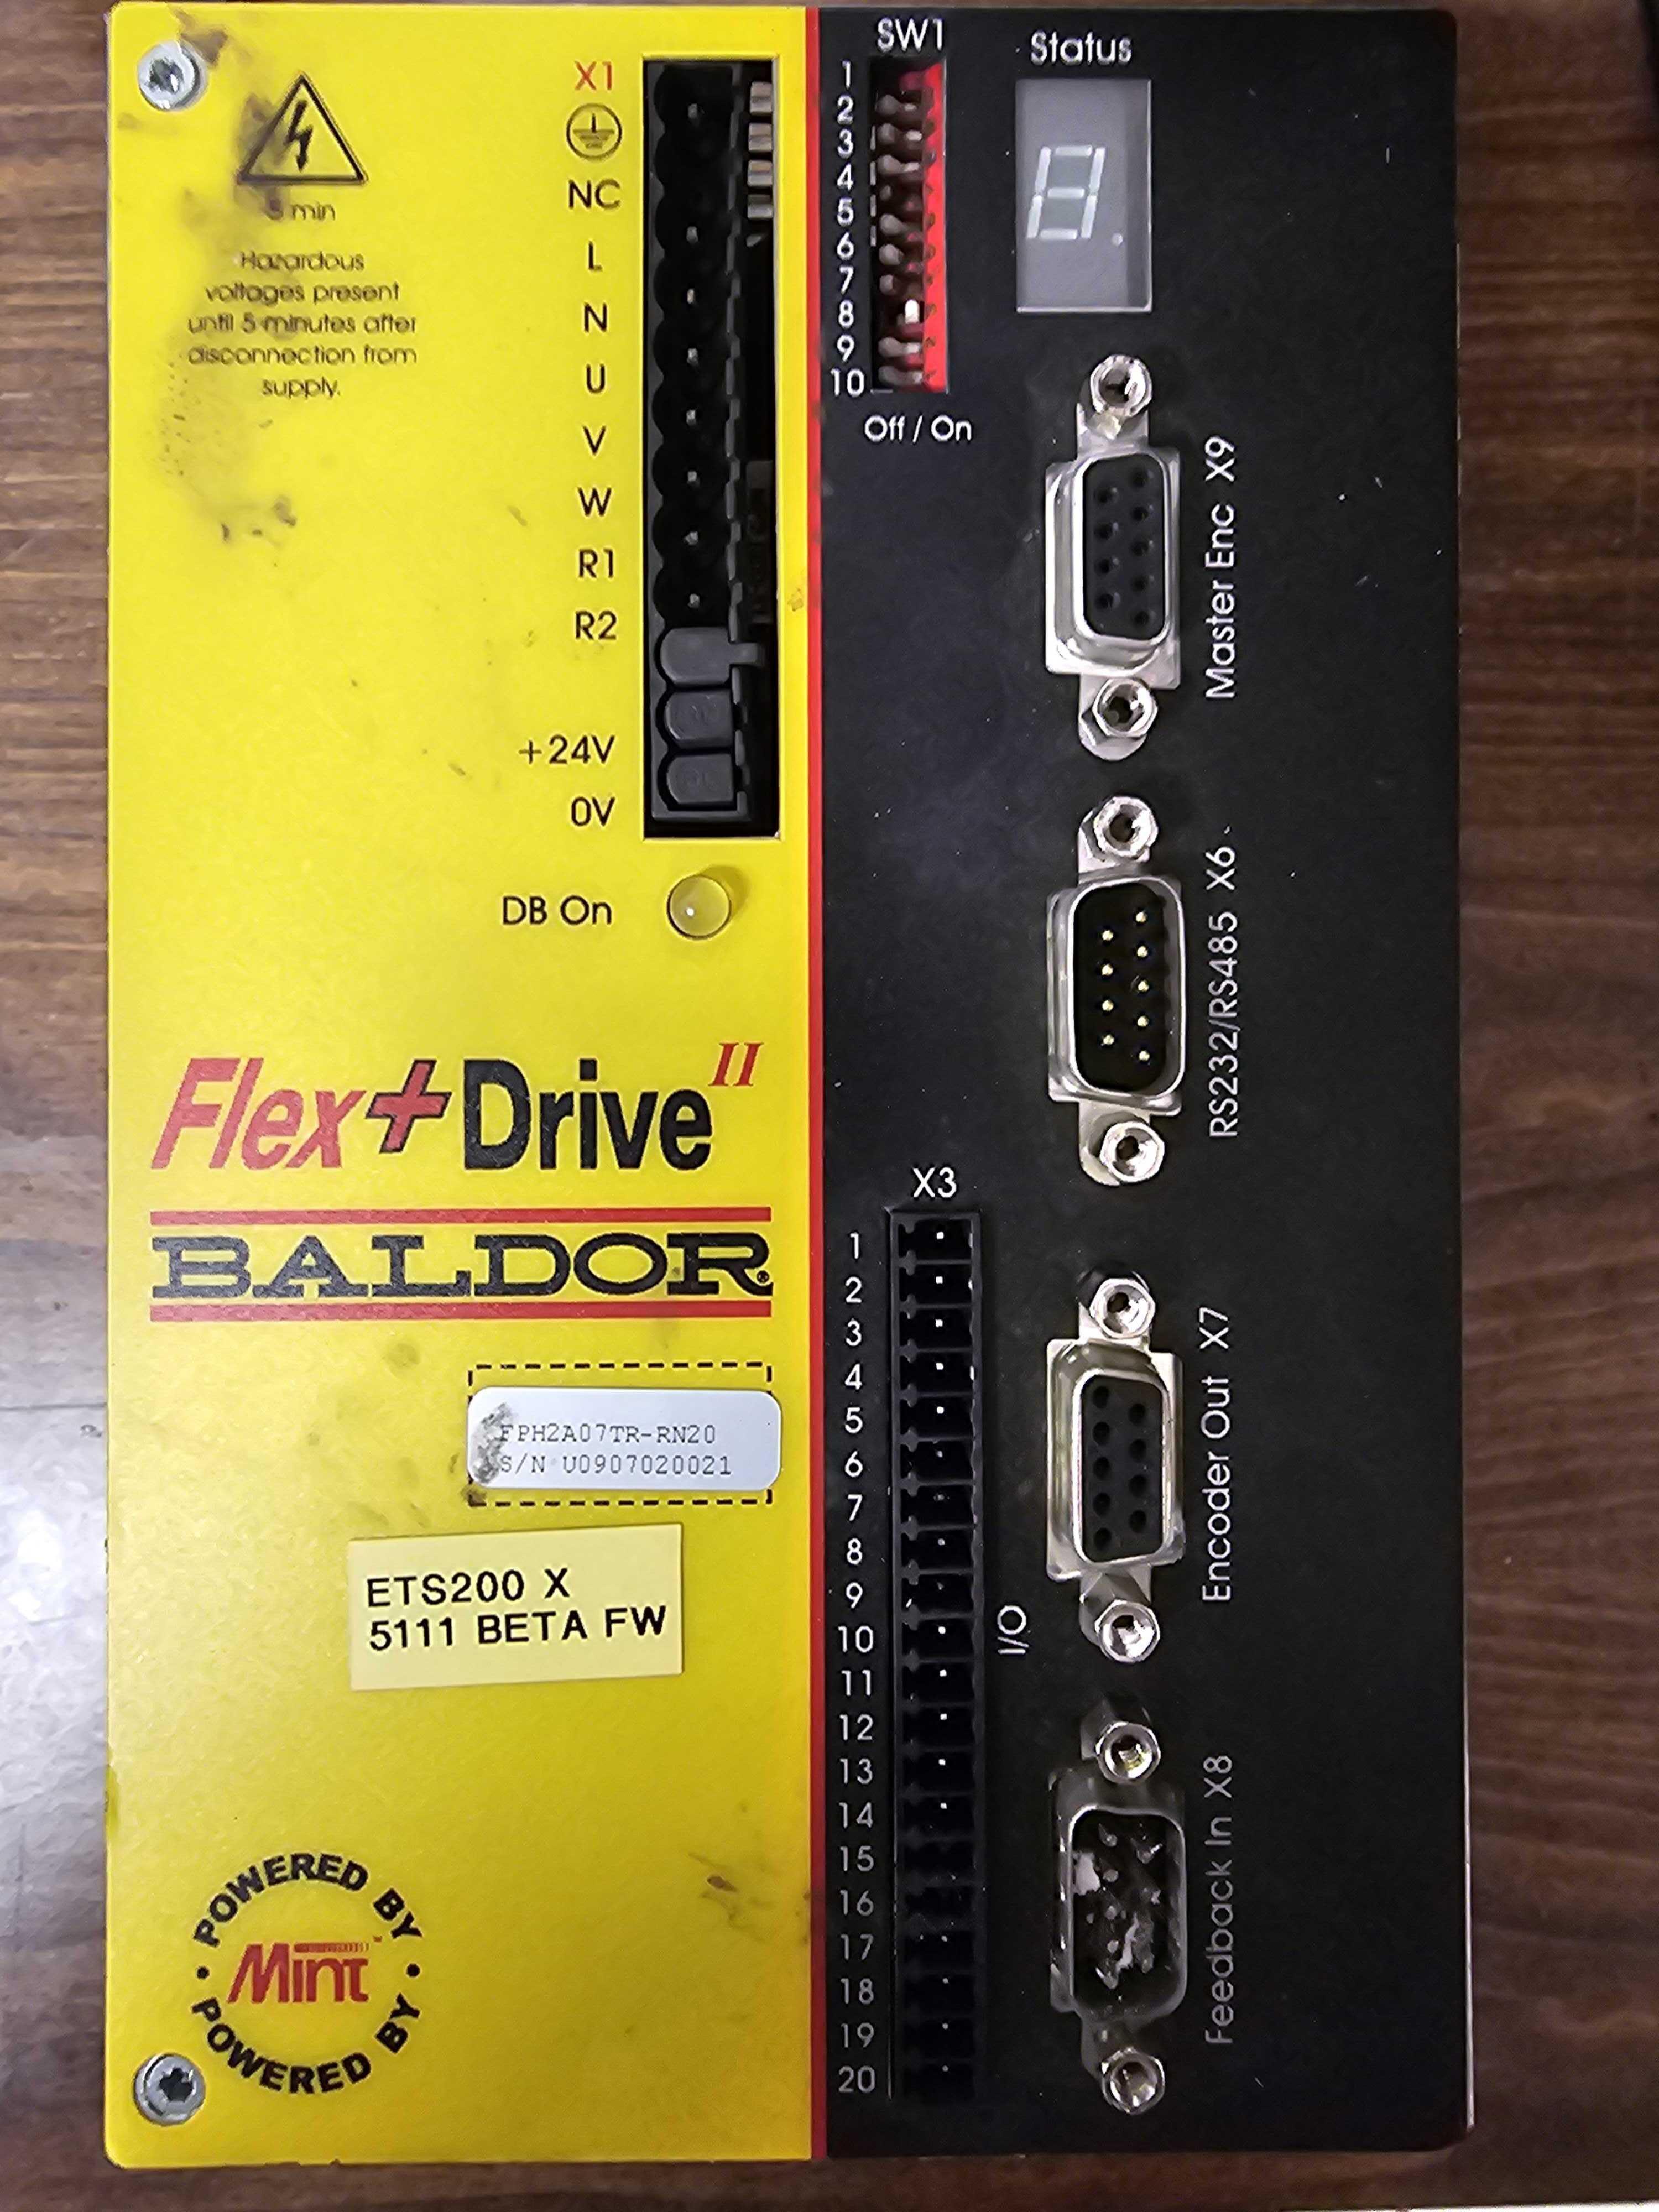 X1
NC
L
N
U
V
W
R1
R2
+24V
0V
5 min
Hazardous
voltages present
until 5 minutes after
disconnection from
supply.
DB On
Flex+Drive II
BALDOR®
FPH2A07TR-RN20
S/N U0907020021
ETS200 X
5111 BETA FW
POWERED BY
Mint™
POWERED BY
SW1
1
2
3
4
5
6
7
8
9
10
Off / On
Status
Master Enc X9
RS232/RS485 X6
X3
1
2
3
4
5
6
7
8
9
10
11
12
13
14
15
16
17
18
19
20
I/O
Encoder Out X7
Feedback In X8